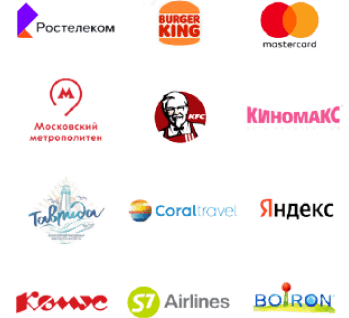 Ростелеком
BURGER
KING
mastercard
М
Московский
метрополитен
KFC
КИНОМАКС
Таврида
Coraltravel
Яндекс
Комус
S7 Airlines
BOIRON